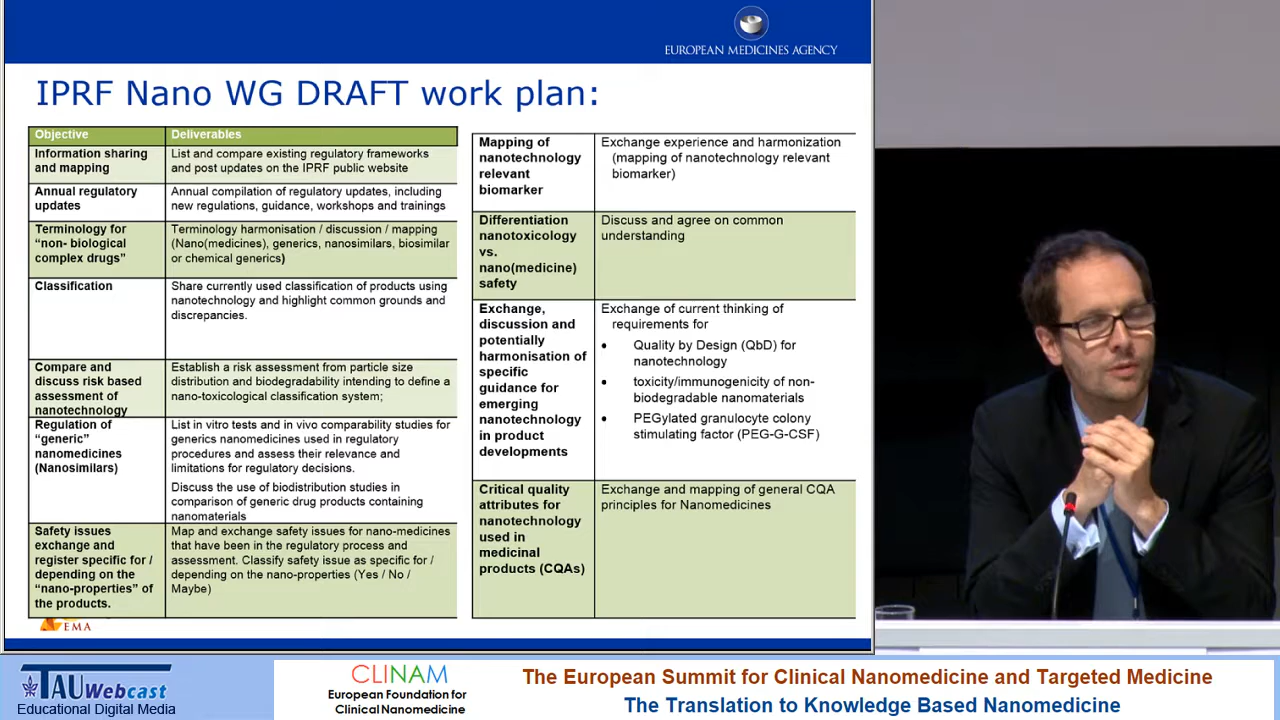 EUROPEAN MEDICINES AGENCY
IPRF Nano WG DRAFT work plan:
Objective
Deliverables
Information sharing
and mapping
List and compare existing regulatory frameworks
and post updates on the IPRF public website
Annual regulatory
updates
Annual compilation of regulatory updates, including
new regulations, guidance, workshops and trainings
Terminology for
“non- biological
complex drugs”
Terminology harmonisation / discussion / mapping
(Nano(medicines), generics, nanosimilars, biosimilar
or chemical generics)
Classification
Share currently used classification of products using
nanotechnology and highlight common grounds and
discrepancies.
Compare and
discuss risk based
assessment of
nanotechnology
Establish a risk assessment from particle size
distribution and biodegradability intending to define a
nano-toxicological classification system;
Regulation of
“generic”
nanomedicines
(Nanosimilars)
List in vitro tests and in vivo comparability studies for
generics nanomedicines used in regulatory
procedures and assess their relevance and
limitations for regulatory decisions.
Discuss the use of biodistribution studies in
comparison of generic drug products containing
nanomaterials
Safety issues
exchange and
register specific for /
depending on the
“nano-properties” of
the products.
Map and exchange safety issues for nano-medicines
that have been in the regulatory process and
assessment. Classify safety issue as specific for /
depending on the nano-properties (Yes / No /
Maybe)
Mapping of
nanotechnology
relevant
biomarker
Exchange experience and harmonization
(mapping of nanotechnology relevant
biomarker)
Differentiation
nanotoxicology
vs.
nano(medicine)
safety
Discuss and agree on common
understanding
Exchange,
discussion and
potentially
harmonisation of
specific
guidance for
emerging
nanotechnology
in product
developments
Exchange of current thinking of
requirements for
• Quality by Design (QbD) for
nanotechnology
• toxicity/immunogenicity of non-
biodegradable nanomaterials
• PEGylated granulocyte colony
stimulating factor (PEG-G-CSF)
Critical quality
attributes for
nanotechnology
used in
medicinal
products (CQAs)
Exchange and mapping of general CQA
principles for Nanomedicines
EMA
TAU Webcast
Educational Digital Media
CLINAM
European Foundation for
Clinical Nanomedicine
The European Summit for Clinical Nanomedicine and Targeted Medicine
The Translation to Knowledge Based Nanomedicine